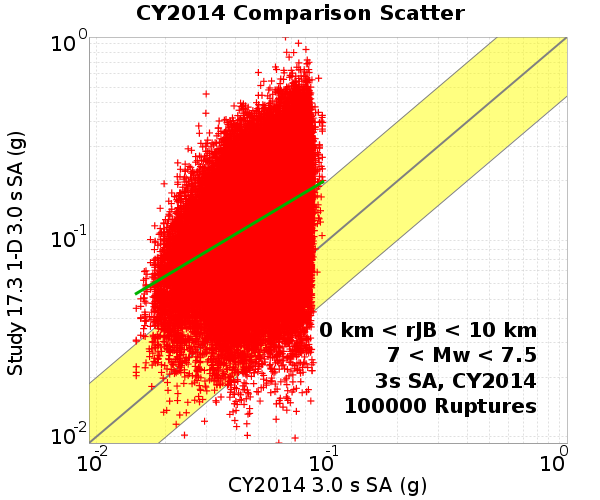 CY2014 Comparison Scatter
10^0
10^-1
10^-2
Study 17.3 1-D 3.0 s SA (g)
0 km < rJB < 10 km
7 < Mw < 7.5
3s SA, CY2014
100000 Ruptures
10^-2 10^-1 10^0
CY2014 3.0 s SA (g)